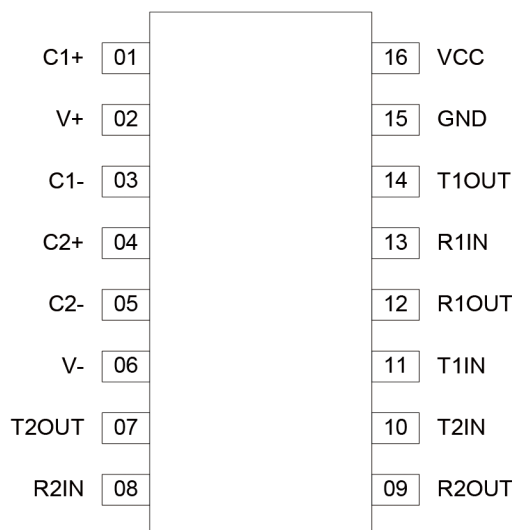 C1+ 01 16 VCC
V+ 02 15 GND
C1- 03 14 T1OUT
C2+ 04 13 R1IN
C2- 05 12 R1OUT
V- 06 11 T1IN
T2OUT 07 10 T2IN
R2IN 08 09 R2OUT